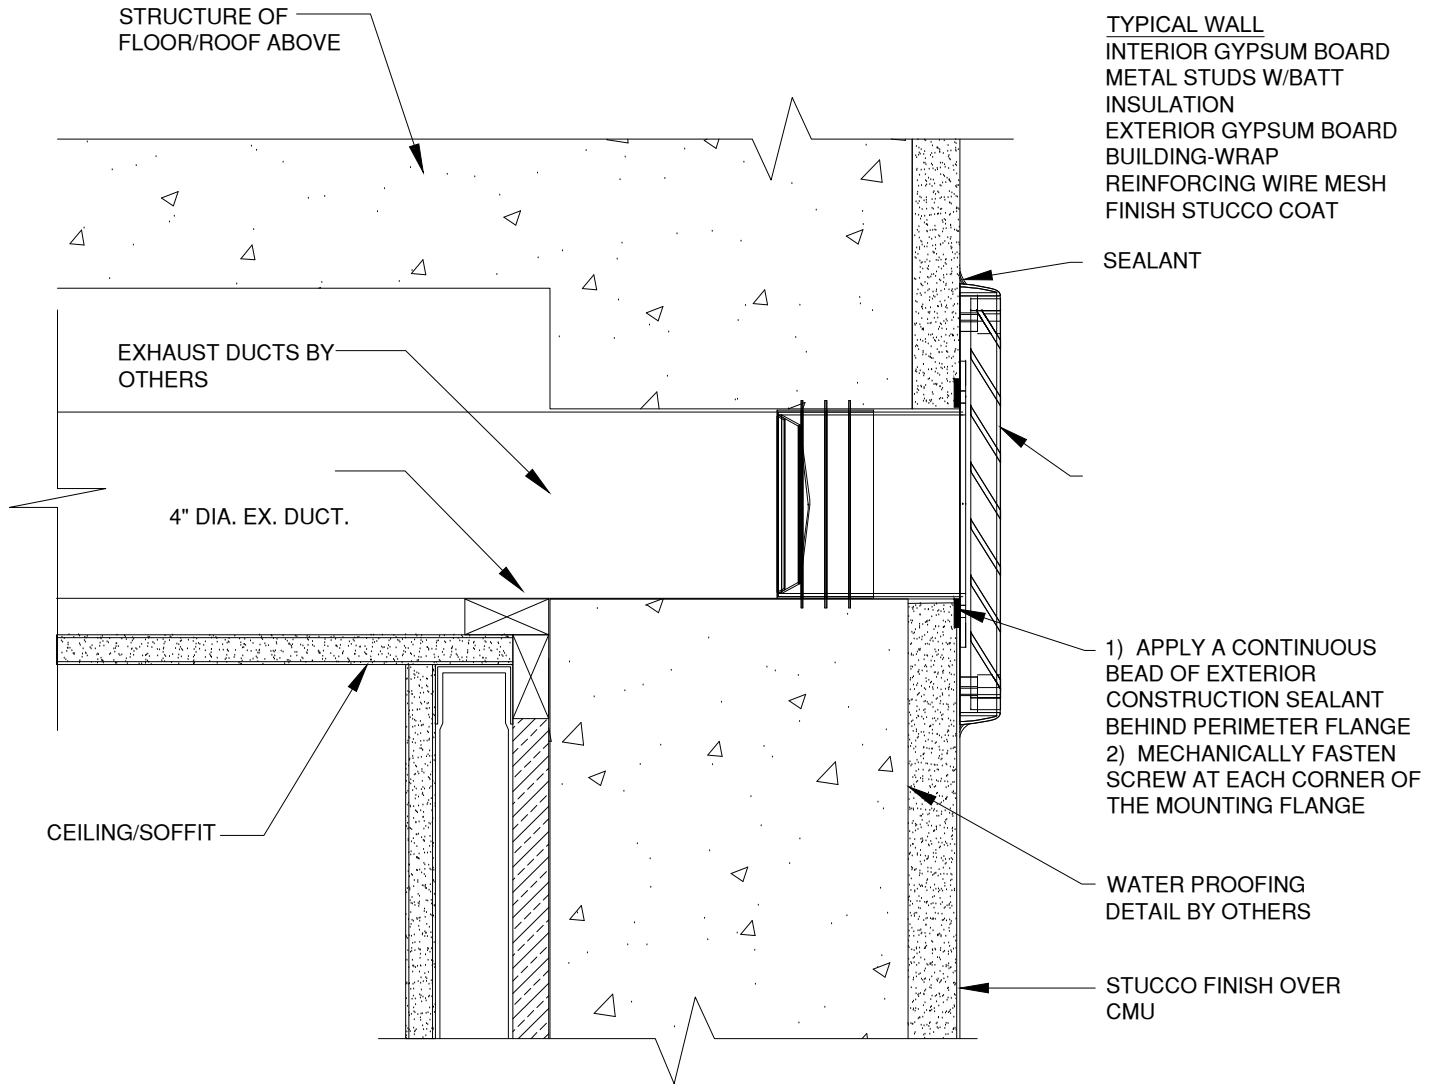 STRUCTURE OF
FLOOR/ROOF ABOVE
TYPICAL WALL
INTERIOR GYPSUM BOARD
METAL STUDS W/BATT
INSULATION
EXTERIOR GYPSUM BOARD
BUILDING-WRAP
REINFORCING WIRE MESH
FINISH STUCCO COAT
SEALANT
EXHAUST DUCTS BY
OTHERS
4" DIA. EX. DUCT.
1) APPLY A CONTINUOUS
BEAD OF EXTERIOR
CONSTRUCTION SEALANT
BEHIND PERIMETER FLANGE
2) MECHANICALLY FASTEN
SCREW AT EACH CORNER OF
THE MOUNTING FLANGE
CEILING/SOFFIT
WATER PROOFING
DETAIL BY OTHERS
STUCCO FINISH OVER
CMU